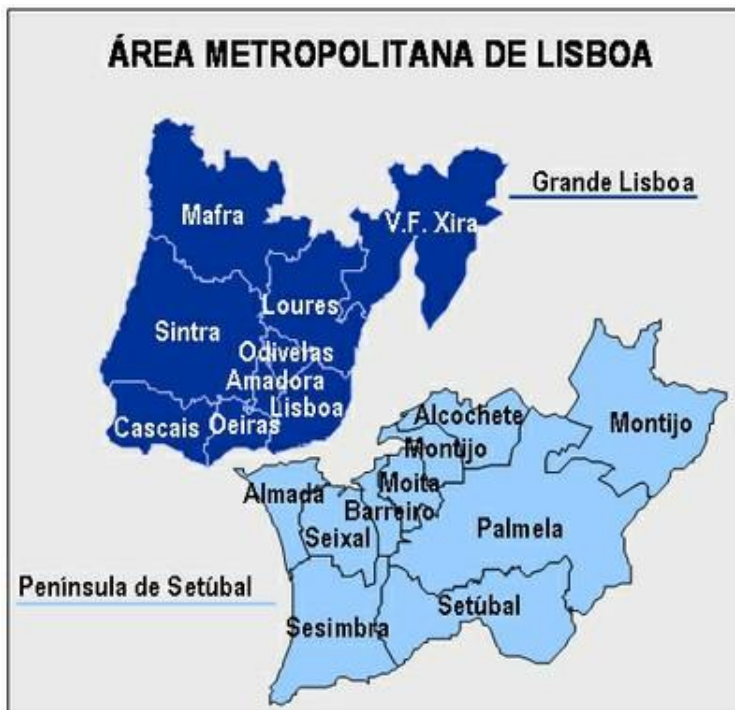 ÁREA METROPOLITANA DE LISBOA
Grande Lisboa
Mafra
V.F. Xira
Loures
Sintra
Odivelas
Amadora
Lisboa
Cascais
Oeiras
Alcochete
Montijo
Montijo
Moita
Almada
Barreiro
Seixal
Palmela
Península de Setúbal
Setúbal
Sesimbra